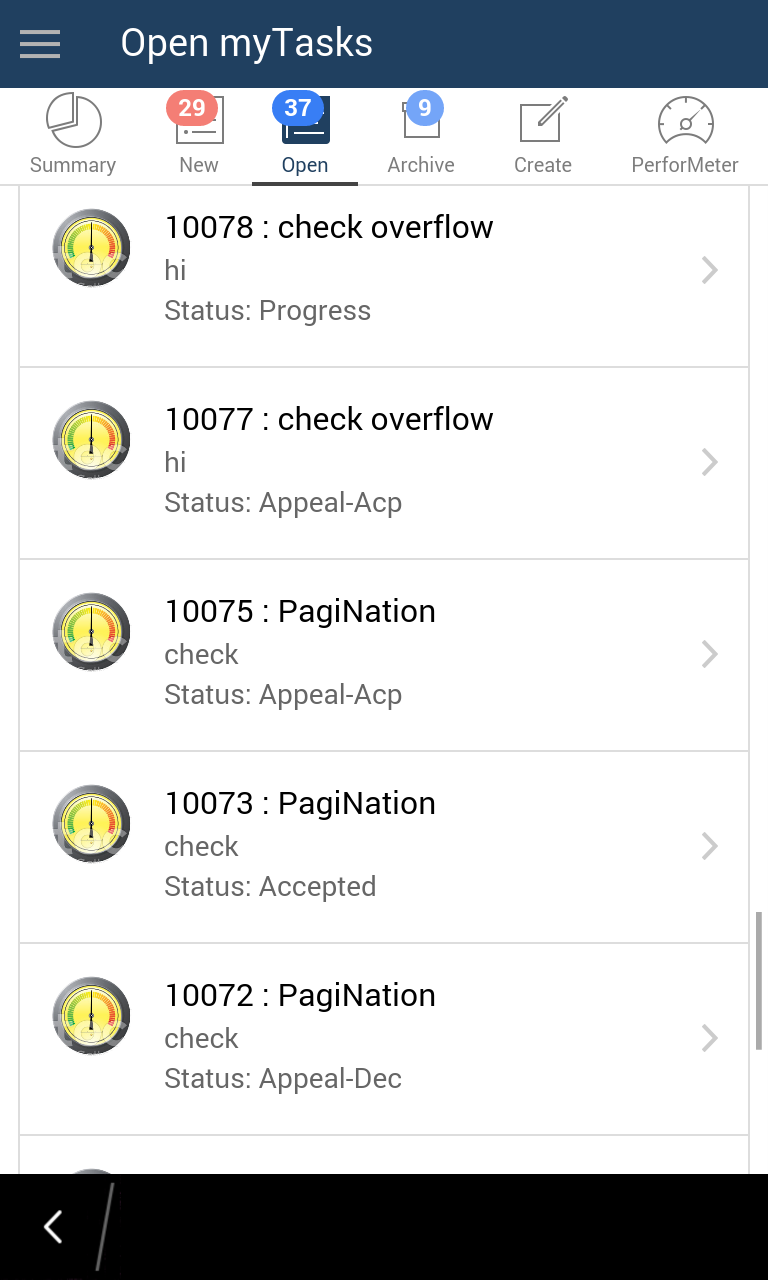 Open myTasks
29
37
9
Summary
New
Open
Archive
Create
PerforMeter
10078 : check overflow
hi
Status: Progress
10077 : check overflow
hi
Status: Appeal-Acp
10075 : PagiNation
check
Status: Appeal-Acp
10073 : PagiNation
check
Status: Accepted
10072 : PagiNation
check
Status: Appeal-Dec